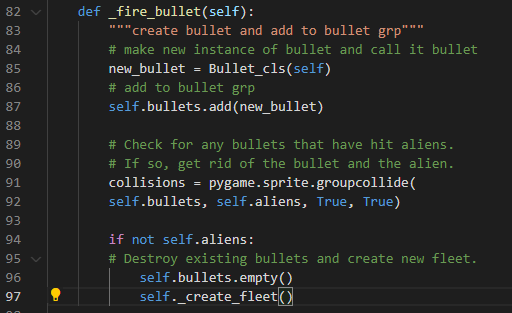 82 def _fire_bullet(self):
83 """create bullet and add to bullet grp"""
84 # make new instance of bullet and call it bullet
85 new_bullet = Bullet_cls(self)
86 # add to bullet grp
87 self.bullets.add(new_bullet)
88
89 # Check for any bullets that have hit aliens.
90 # If so, get rid of the bullet and the alien.
91 collisions = pygame.sprite.groupcollide(
92 self.bullets, self.aliens, True, True)
93
94 if not self.aliens:
95 # Destroy existing bullets and create new fleet.
96 self.bullets.empty()
97 self._create_fleet()